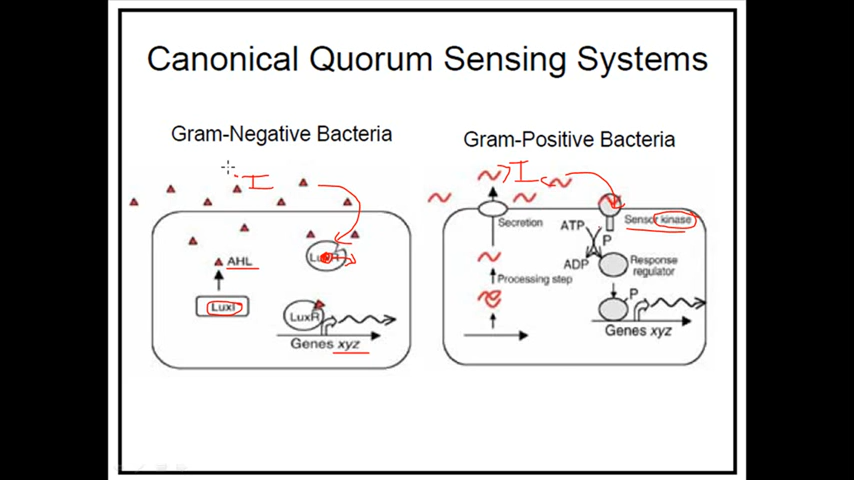 Canonical Quorum Sensing Systems
Gram-Negative Bacteria
I
AHL
LuxR
LuxI
LuxR
Genes xyz
Gram-Positive Bacteria
I
Secretion
Sensor kinase
ATP
P
ADP
Response
regulator
Processing step
P
Genes xyz